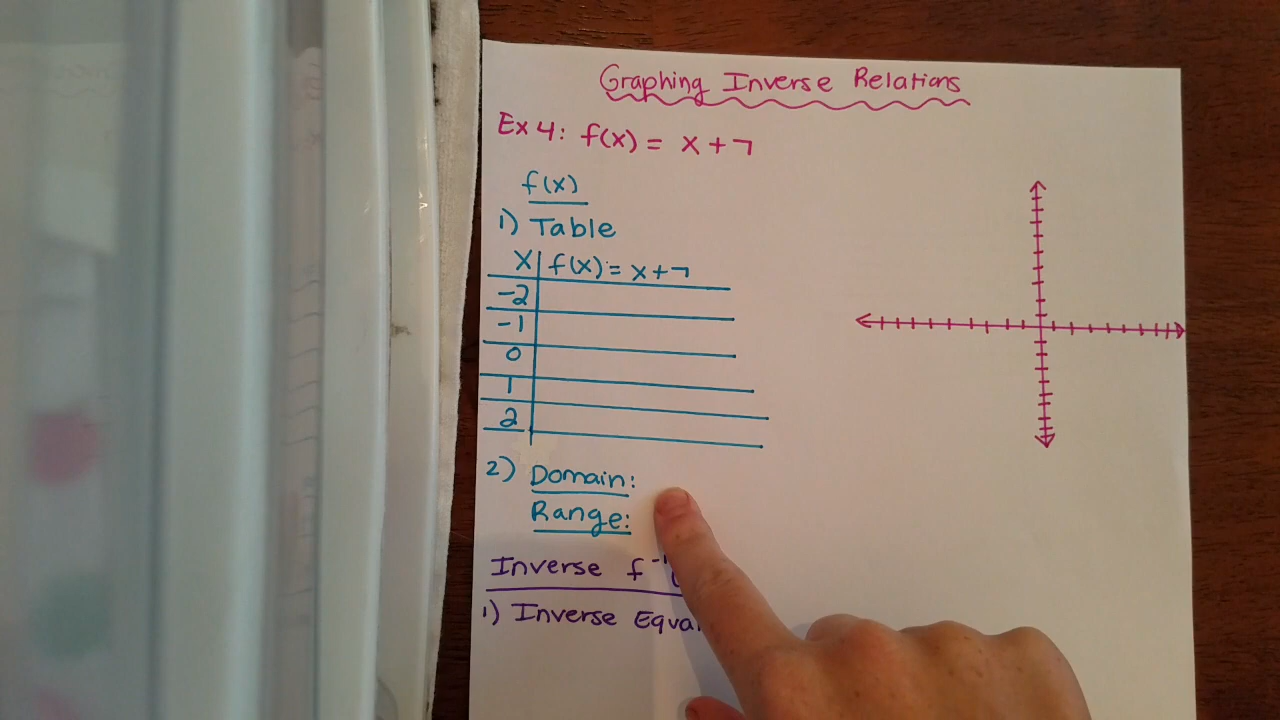 Graphing Inverse Relations
Ex 4: f(x) = x + 7
f(x)
1) Table
x f(x) = x + 7
-2
-1
0
1
2
2) Domain:
Range:
Inverse f⁻¹
1) Inverse